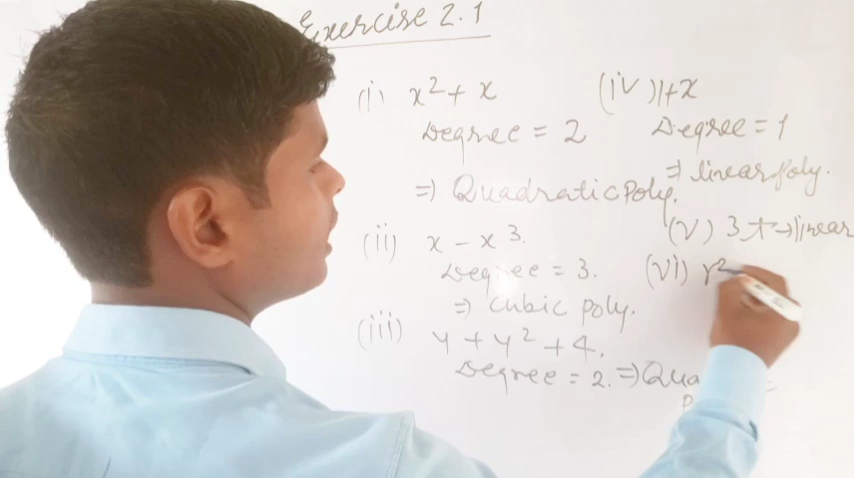 Exercise 2.1
(i) x² + x
Degree = 2
⇒ Quadratic Poly.
(ii) x - x³.
Degree = 3.
⇒ cubic poly.
(iii) y + y² + 4.
Degree = 2. ⇒
(iv) 1+x
Degree = 1
⇒ linear poly.
(v) 3t → linear
(vi) r²